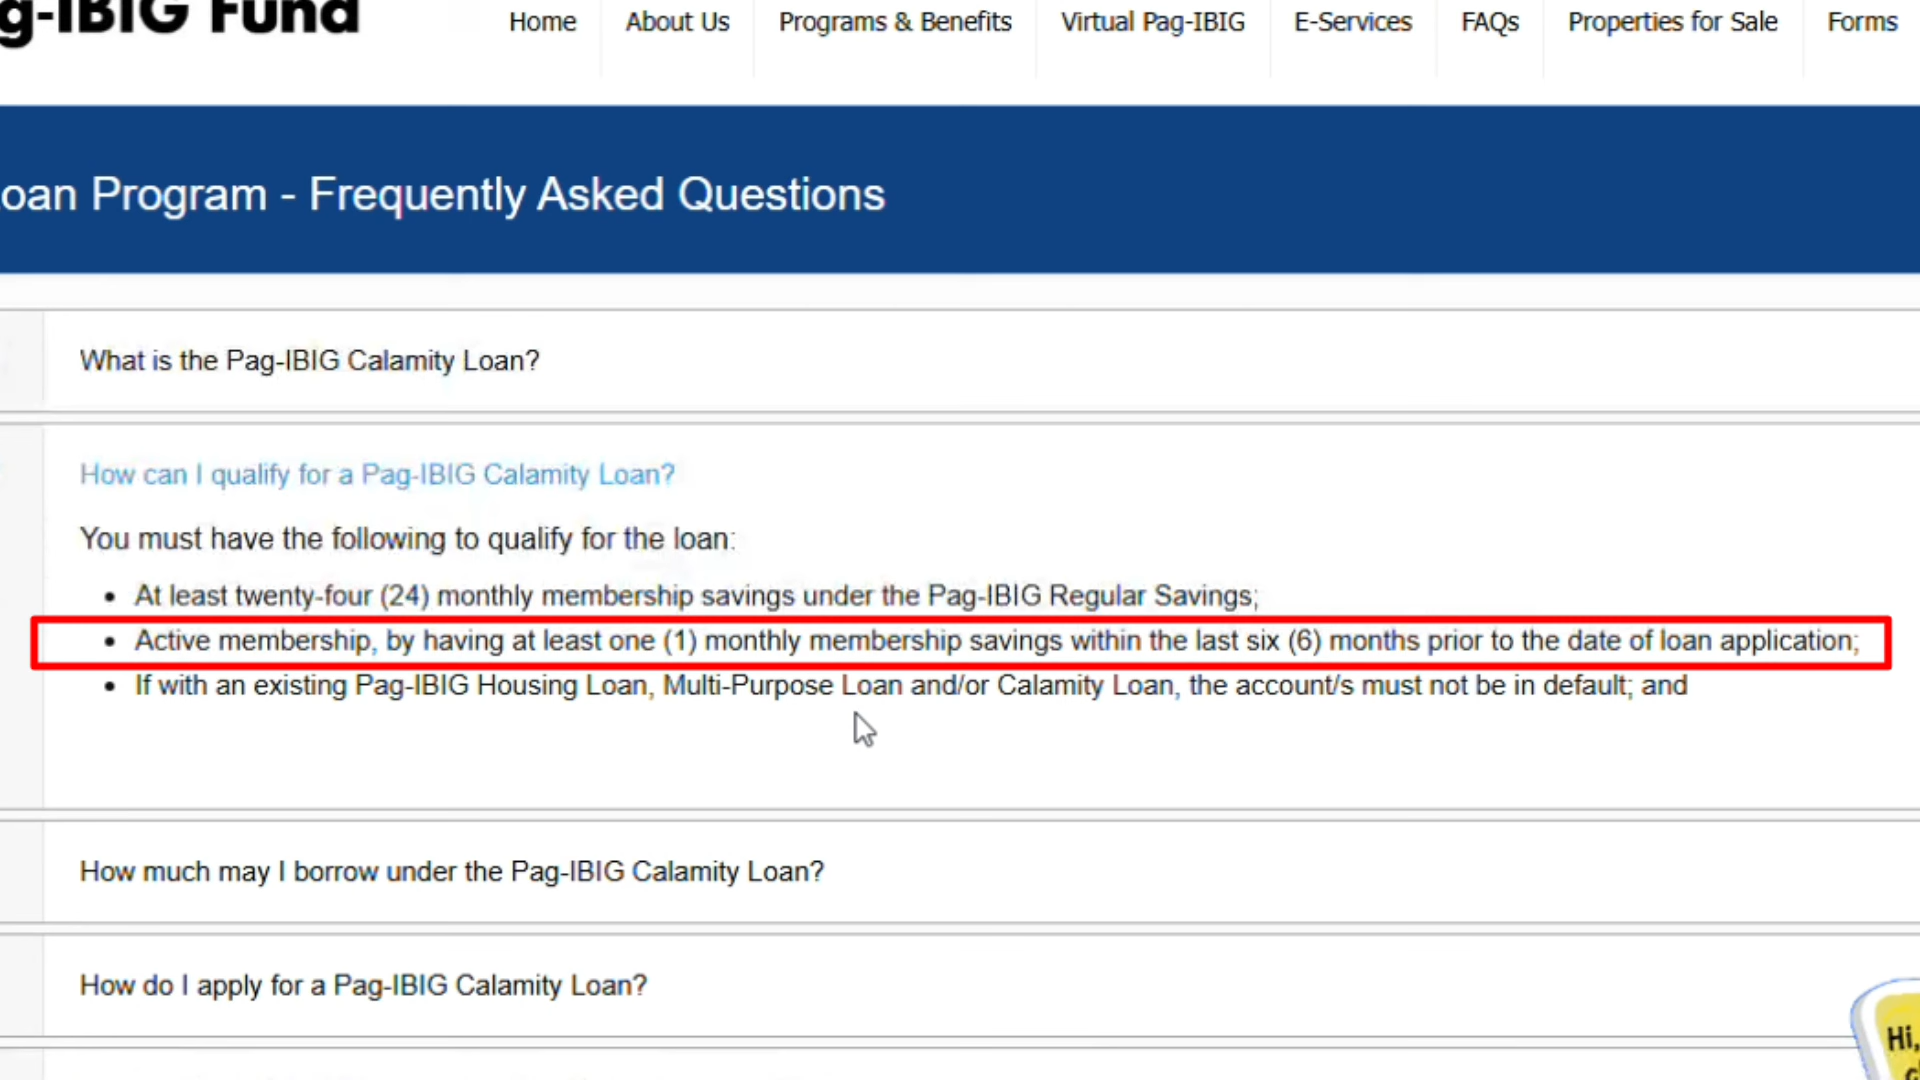 g-IBIG Fund
Home About Us Programs & Benefits Virtual Pag-IBIG E-Services FAQs Properties for Sale Forms
oan Program - Frequently Asked Questions
What is the Pag-IBIG Calamity Loan?
How can I qualify for a Pag-IBIG Calamity Loan?
You must have the following to qualify for the loan:
• At least twenty-four (24) monthly membership savings under the Pag-IBIG Regular Savings;
• Active membership, by having at least one (1) monthly membership savings within the last six (6) months prior to the date of loan application;
• If with an existing Pag-IBIG Housing Loan, Multi-Purpose Loan and/or Calamity Loan, the account/s must not be in default; and
How much may I borrow under the Pag-IBIG Calamity Loan?
How do I apply for a Pag-IBIG Calamity Loan?
Hi,